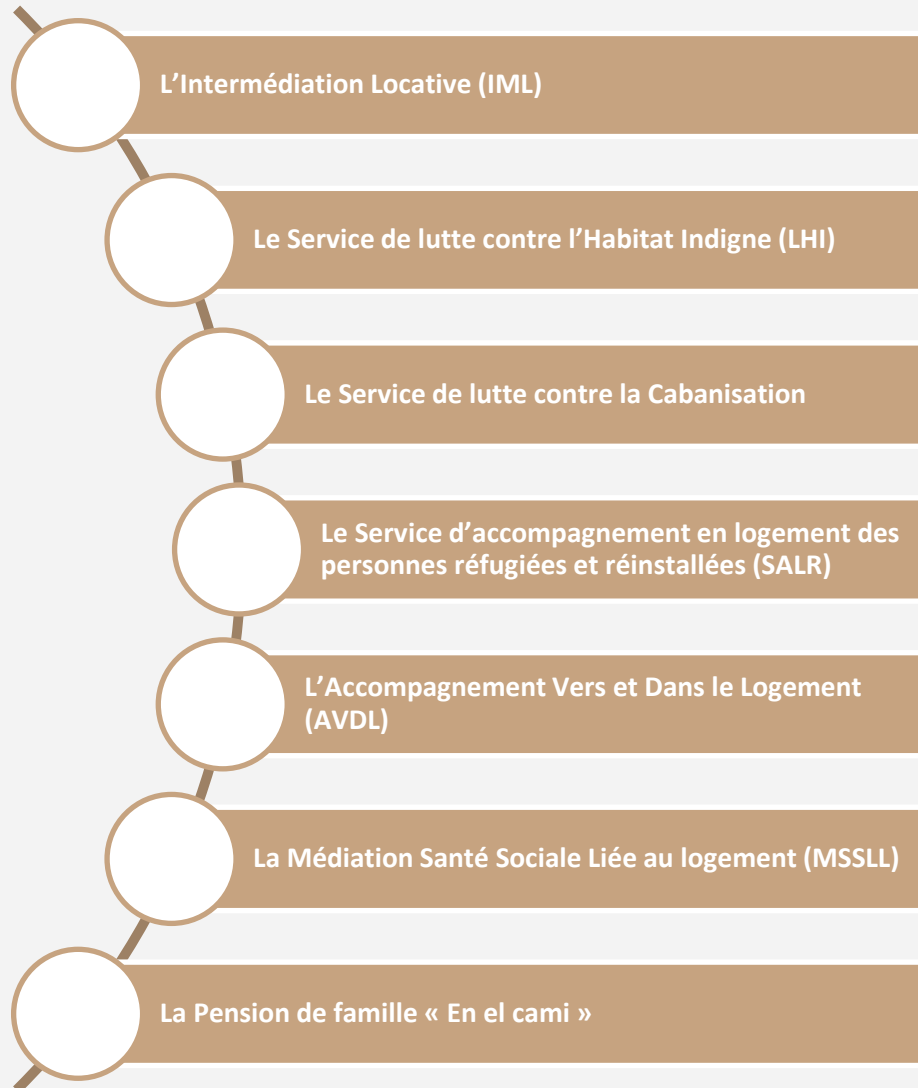 L’Intermédiation Locative (IML)
Le Service de lutte contre l’Habitat Indigne (LHI)
Le Service de lutte contre la Cabanisation
Le Service d’accompagnement en logement des
personnes réfugiées et réinstallées (SALR)
L’Accompagnement Vers et Dans le Logement
(AVDL)
La Médiation Santé Sociale Liée au logement (MSSLL)
La Pension de famille « En el cami »